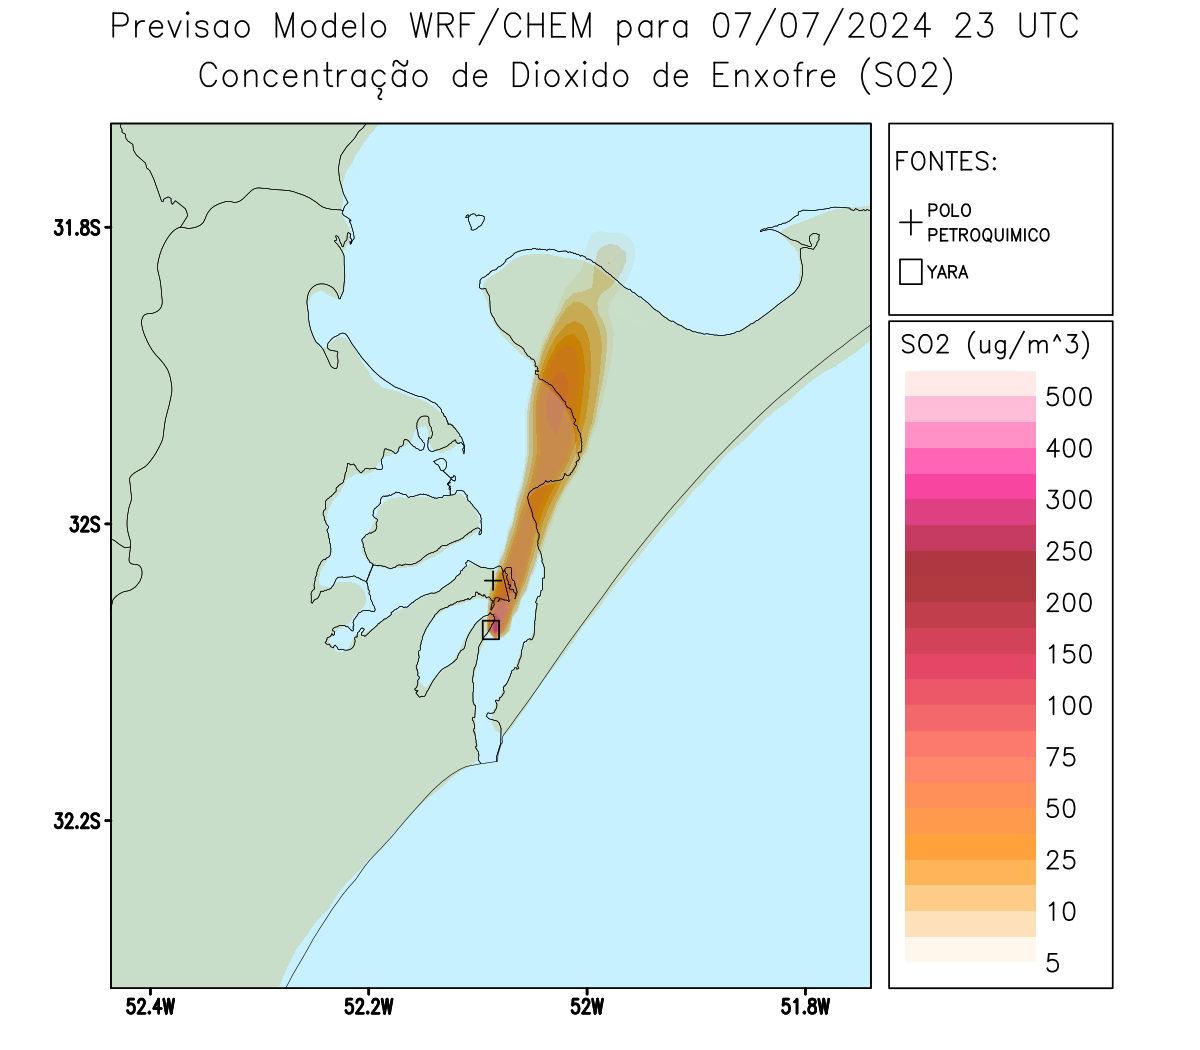 Previsao Modelo WRF/CHEM para 07/07/2024 23 UTC
Concentração de Dioxido de Enxofre (SO2)
FONTES:
POLO
PETROQUIMICO
YARA
SO2 (ug/m^3)
500
400
300
250
200
150
100
75
50
25
10
5
31.8S
32S
32.2S
52.4W
52.2W
52W
51.8W